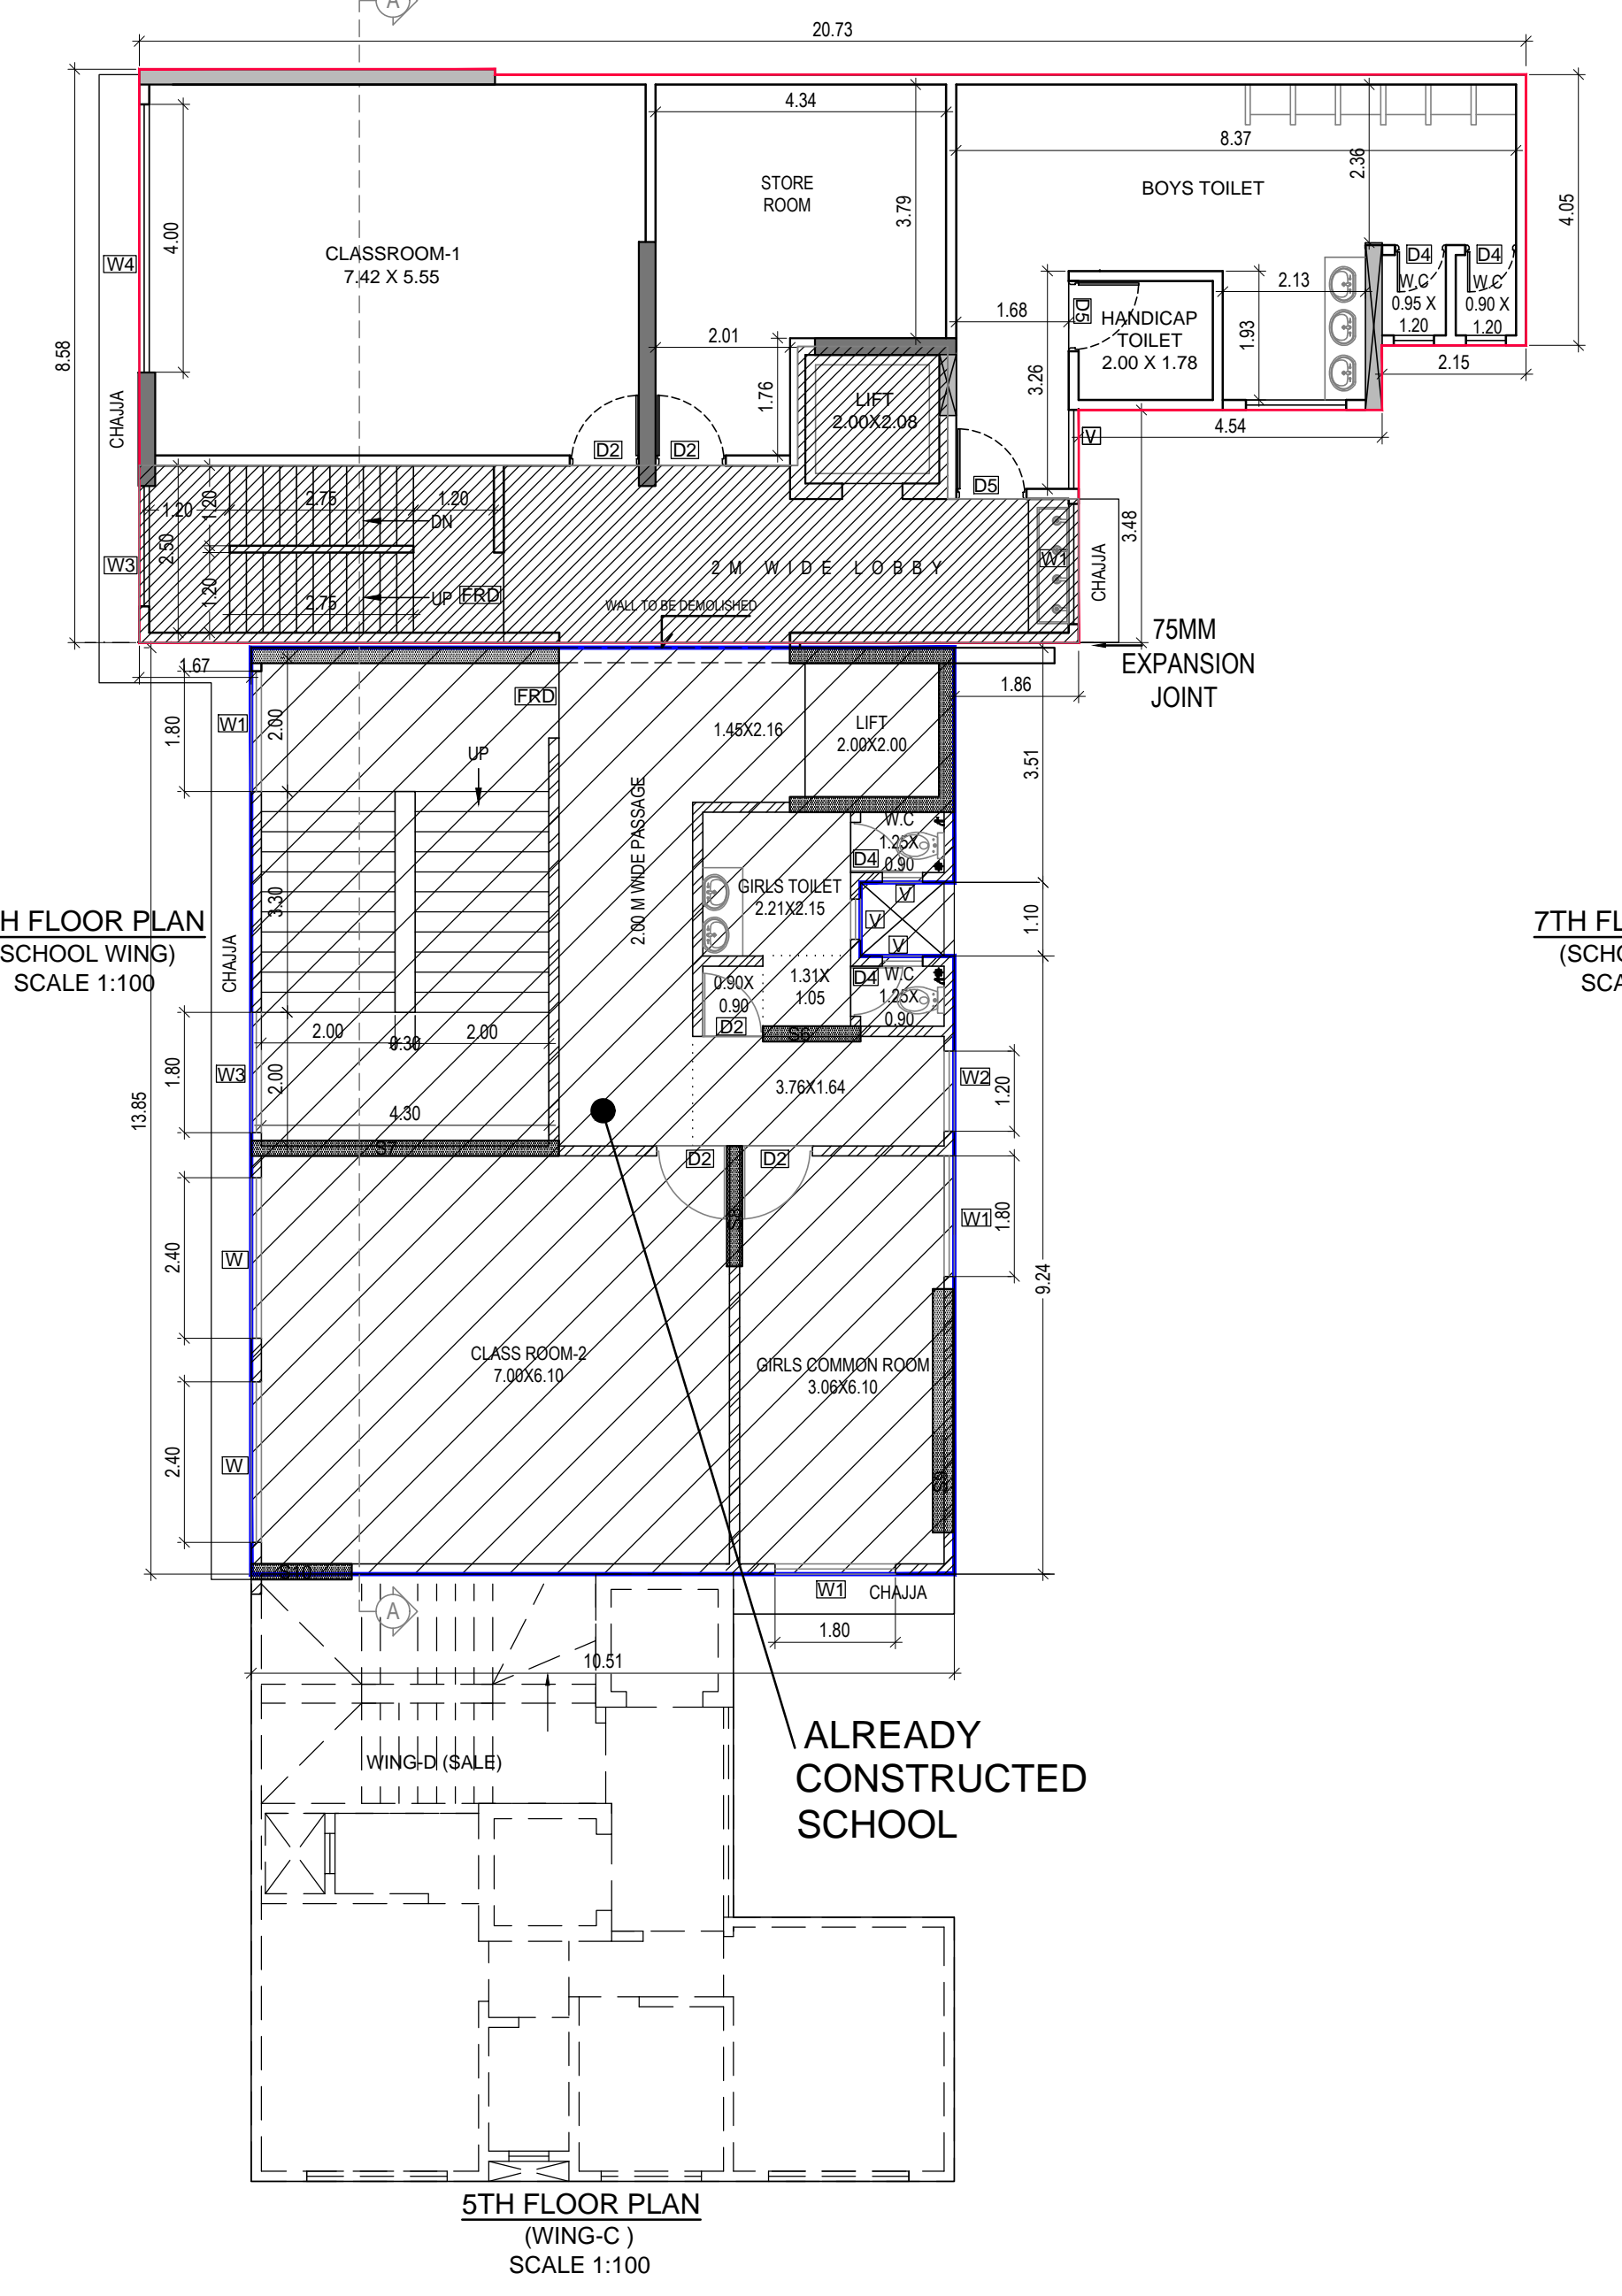 A
20.73
4.34
8.37
2.36
STORE
ROOM
BOYS TOILET
4.00
3.79
4.05
CLASSROOM-1
7.42 X 5.55
W4
D4
D4
W.C
0.95 X
1.20
W.C
0.90 X
1.20
2.13
1.68
D5
HANDICAP
TOILET
2.00 X 1.78
1.93
8.58
2.01
3.26
2.15
1.76
LIFT
2.00X2.08
CHAJJA
4.54
V
D2
D2
D5
1.20
1.20
2.75
1.20
DN
2.50
3.48
W3
2 M WIDE LOBBY
W1
CHAJJA
1.20
2.75
UP
FRD
WALL TO BE DEMOLISHED
75MM
EXPANSION
JOINT
1.67
1.86
FRD
W1
1.80
2.00
1.45X2.16
LIFT
2.00X2.00
UP
3.51
2.00 M WIDE PASSAGE
W.C
1.25X
0.90
D4
GIRLS TOILET
2.21X2.15
V
V
V
1.10
3.30
H FLOOR PLAN
SCHOOL WING)
SCALE 1:100
CHAJJA
7TH FL
(SCHO
SCA
0.90X
0.90
D2
1.31X
1.05
D4
W.C
1.25X
0.90
S6
2.00
0.30
2.00
W3
1.80
2.00
3.76X1.64
W2
1.20
13.85
4.30
S7
D2
D2
S8
W1
1.80
2.40
W
9.24
CLASS ROOM-2
7.00X6.10
GIRLS COMMON ROOM
3.06X6.10
2.40
W
S9
S10
A
W1
CHAJJA
1.80
10.51
ALREADY
CONSTRUCTED
SCHOOL
WING-D (SALE)
5TH FLOOR PLAN
(WING-C )
SCALE 1:100